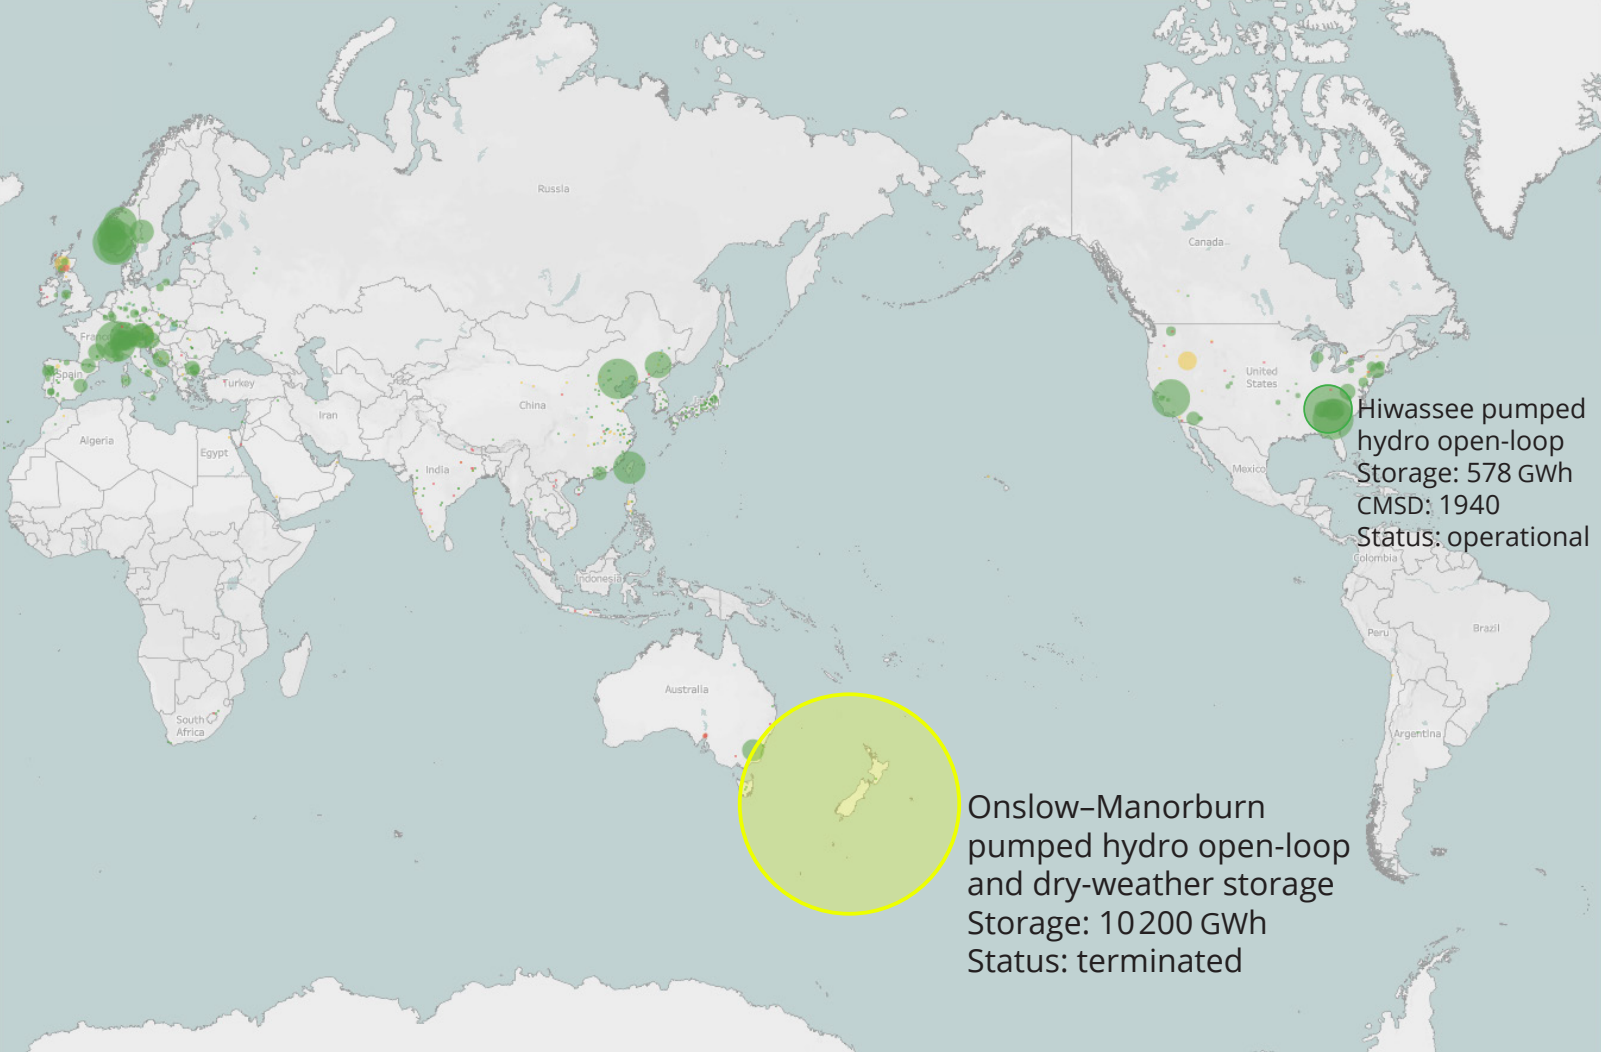 Russia
Canada
France
Spain
Turkey
United
States
China
Iran
Algeria
Egypt
India
Mexico
Hiwassee pumped
hydro open-loop
Storage: 578 GWh
CMSD: 1940
Status: operational
Colombia
Indonesia
Peru
Brazil
Australia
South
Africa
Argentina
Onslow–Manorburn
pumped hydro open-loop
and dry-weather storage
Storage: 10 200 GWh
Status: terminated